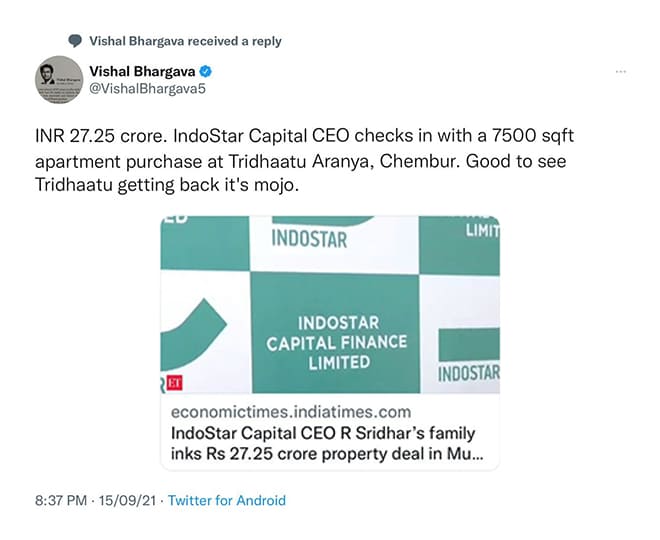 Vishal Bhargava received a reply
Vishal Bhargava
@VishalBhargava5
INR 27.25 crore. IndoStar Capital CEO checks in with a 7500 sqft
apartment purchase at Tridhaatu Aranya, Chembur. Good to see
Tridhaatu getting back it's mojo.
INDOSTAR
LIMIT
INDOSTAR
CAPITAL FINANCE
LIMITED
INDOSTAR
ET
economictimes.indiatimes.com
IndoStar Capital CEO R Sridhar's family
inks Rs 27.25 crore property deal in Mu...
8:37 PM · 15/09/21 · Twitter for Android